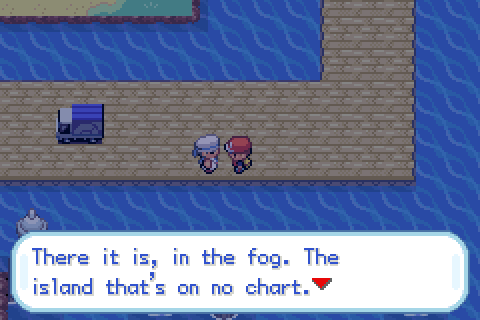 There it is, in the fog. The
island that's on no chart.